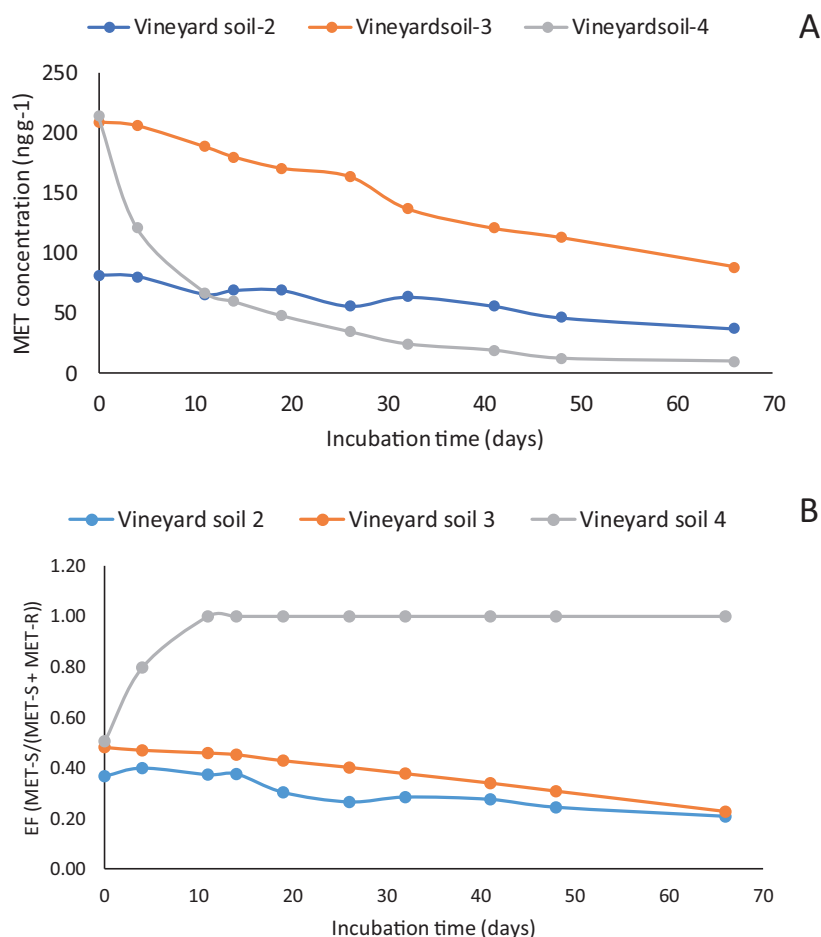 Vineyard soil-2 Vineyardsoil-3 Vineyardsoil-4
A
250
200
150
100
50
0
MET concentration (ng g-1)
0 10 20 30 40 50 60 70
Incubation time (days)
Vineyard soil 2 Vineyard soil 3 Vineyard soil 4
B
1.20
1.00
0.80
0.60
0.40
0.20
0.00
EF (MET-S/(MET-S + MET-R))
0 10 20 30 40 50 60 70
Incubation time (days)